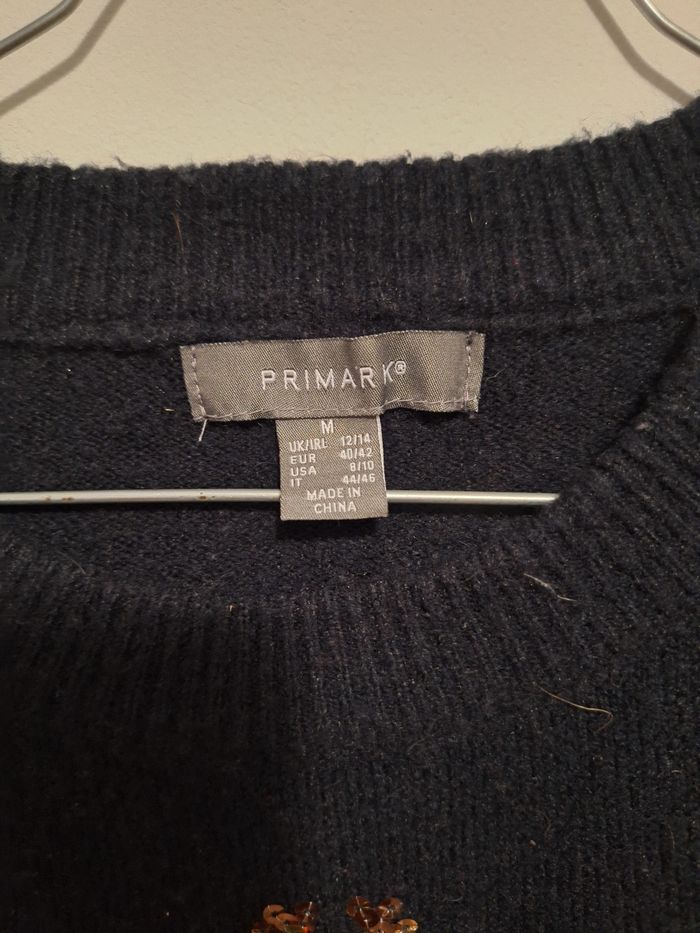 PRIMARK®
M
UK/IRL 12/14
EUR 40/42
USA 8/10
IT 44/46
MADE IN
CHINA